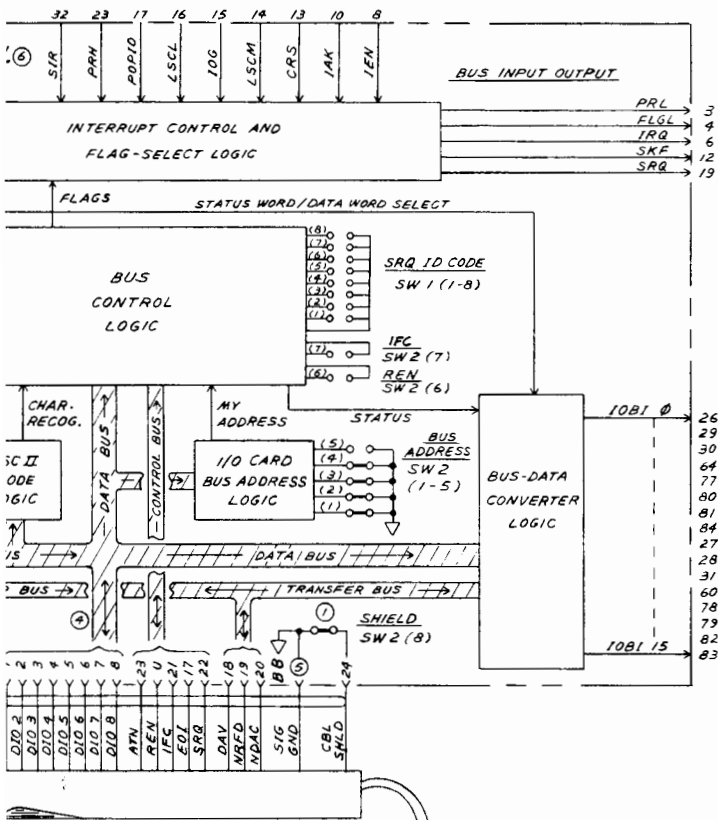 32 23 17 16 15 14 13 10 8
⑥
SIR PRH POPIO LSCL IOG LSCM CRS IAK IEN
BUS INPUT OUTPUT
INTERRUPT CONTROL AND
FLAG-SELECT LOGIC
PRL 3
FLGL 4
IRQ 6
SKF 12
SRQ 19
FLAGS
STATUS WORD/DATA WORD SELECT
BUS
CONTROL
LOGIC
(8)
(7)
(6)
(5)
(4)
(3)
(2)
(1)
SRQ ID CODE
SW 1 (1-8)
(7)
IFC
SW 2 (7)
(6)
REN
SW 2 (6)
CHAR.
RECOG.
DATA BUS
CONTROL BUS
MY
ADDRESS
STATUS
SC II
ODE
OGIC
I/O CARD
BUS ADDRESS
LOGIC
(5)
(4)
(3)
(2)
(1)
BUS
ADDRESS
SW2
(1-5)
BUS-DATA
CONVERTER
LOGIC
IOBI Ø
26
29
30
64
77
80
81
84
27
28
31
60
78
79
82
83
IOBI 15
DATA BUS
BUS
TRANSFER BUS
④
①
SHIELD
SW 2 (8)
2 3 4 5 6 7 8 23 U 21 17 22 18 19 20 BB ⑤ 24
DIO 2 DIO 3 DIO 4 DIO 5 DIO 6 DIO 7 DIO 8 ATN REN IFC EOI SRQ DAV NRFD NDAC
SIG
GND
CBL
SHLD